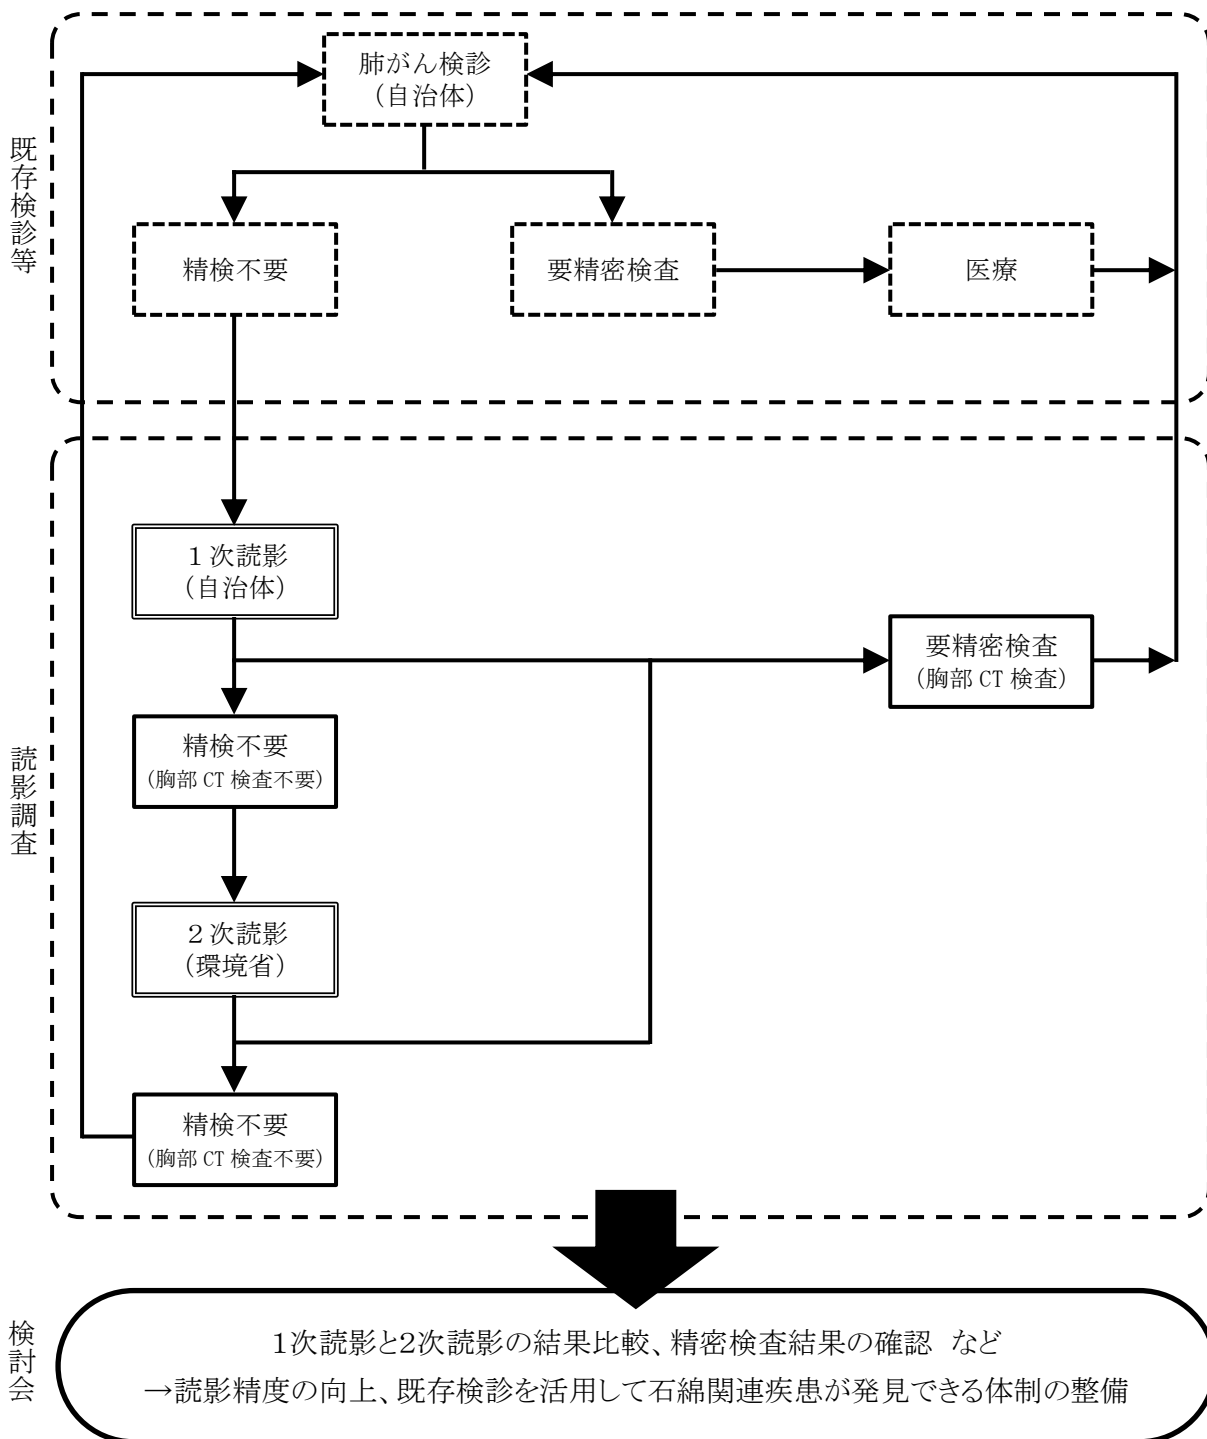 既存検診等
肺がん検診
（自治体）
精検不要
要精密検査
医療
読影調査
１次読影
（自治体）
要精密検査
（胸部 CT 検査）
精検不要
（胸部 CT 検査不要）
２次読影
（環境省）
精検不要
（胸部 CT 検査不要）
検討会
1次読影と2次読影の結果比較、精密検査結果の確認 など
→読影精度の向上、既存検診を活用して石綿関連疾患が発見できる体制の整備